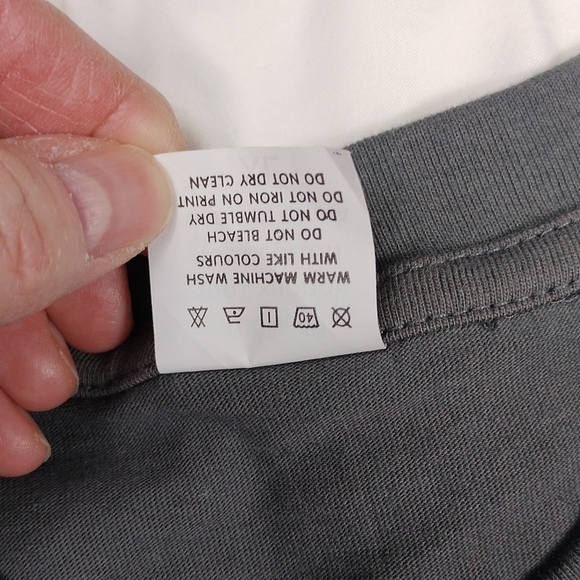 40
WARM MACHINE WASH
WITH LIKE COLOURS
DO NOT BLEACH
DO NOT TUMBLE DRY
DO NOT IRON ON PRINT
DO NOT DRY CLEAN